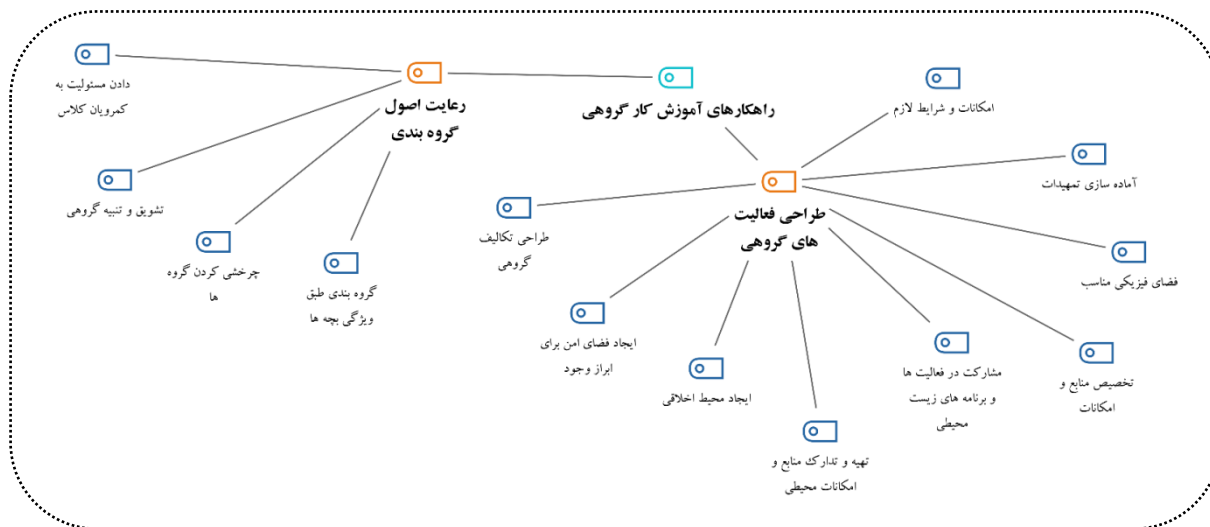 راهکارهای آموزش کار گروهی
رعایت اصول
گروه بندی
دادن مسئولیت به
کمرویان کلاس
تشویق و تنبیه گروهی
چرخشی کردن گروه
ها
گروه بندی طبق
ویژگی بچه ها
طراحی فعالیت
های گروهی
امکانات و شرایط لازم
آماده سازی تمهیدات
فضای فیزیکی مناسب
تخصیص منابع و
امکانات
مشارکت در فعالیت ها
و برنامه های زیست
محیطی
تهیه و تدارک منابع و
امکانات محیطی
ایجاد محیط اخلاقی
ایجاد فضای امن برای
ابراز وجود
طراحی تکالیف
گروهی